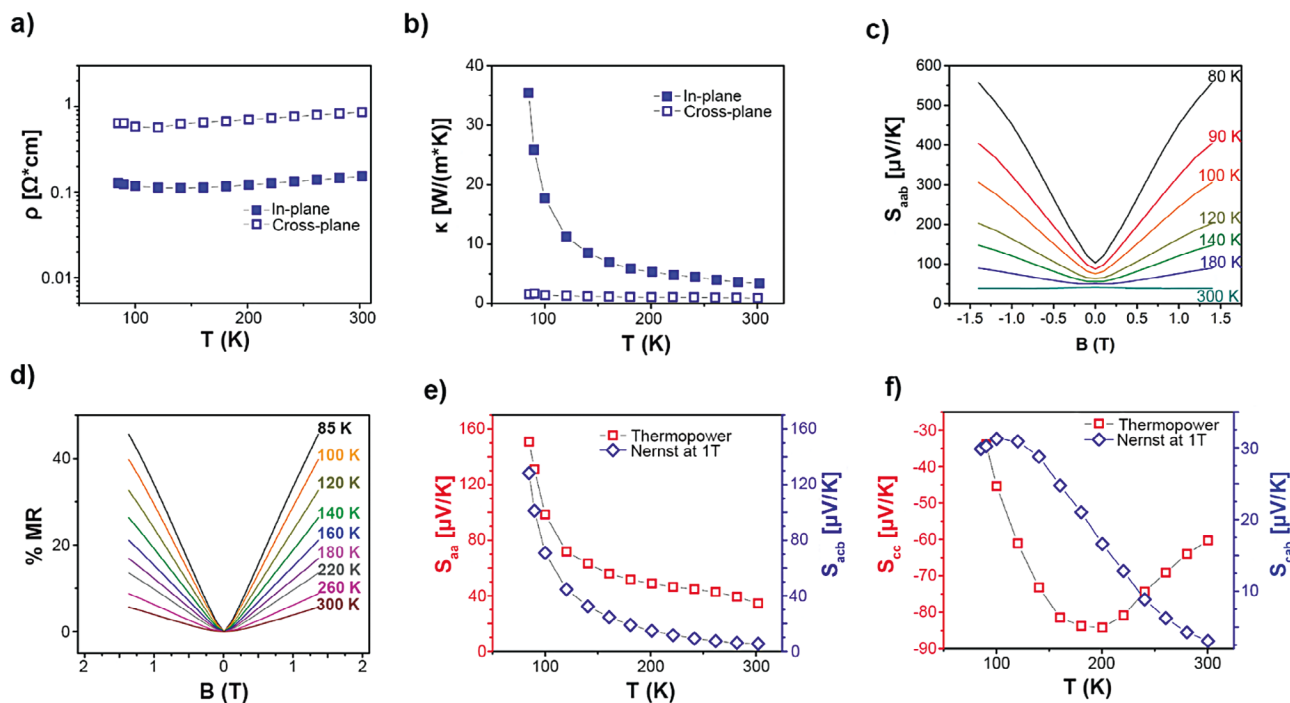 a)
ρ [Ω*cm]
1
0.1
0.01
In-plane
Cross-plane
100 200 300
T (K)
b)
κ [W/(m*K)]
40
30
20
10
0
In-plane
Cross-plane
100 200 300
T (K)
c)
S_aab [µV/K]
600
500
400
300
200
100
0
80 K
90 K
100 K
120 K
140 K
180 K
300 K
-1.5 -1.0 -0.5 0.0 0.5 1.0 1.5
B (T)
d)
% MR
40
20
0
85 K
100 K
120 K
140 K
160 K
180 K
220 K
260 K
300 K
2 1 0 1 2
B (T)
e)
S_aa [µV/K]
160
120
80
40
0
Thermopower
Nernst at 1T
160
120
80
40
0
S_acb [µV/K]
100 200 300
T (K)
f)
S_cc [µV/K]
-30
-40
-50
-60
-70
-80
-90
Thermopower
Nernst at 1T
30
20
10
S_cab [µV/K]
100 200 300
T (K)